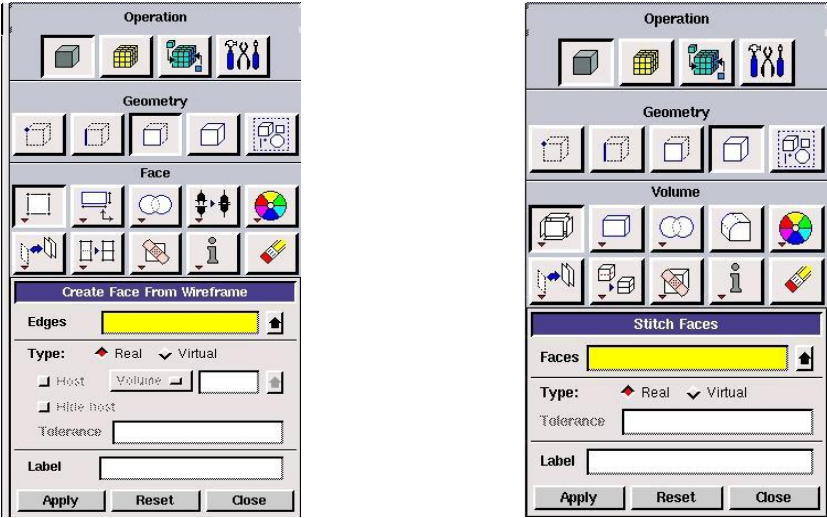 Operation
Geometry
Face
Create Face From Wireframe
Edges
Type: Real Virtual
Host Volume
Hide host
Tolerance
Label
Apply Reset Close
Operation
Geometry
Volume
Stitch Faces
Faces
Type: Real Virtual
Tolerance
Label
Apply Reset Close